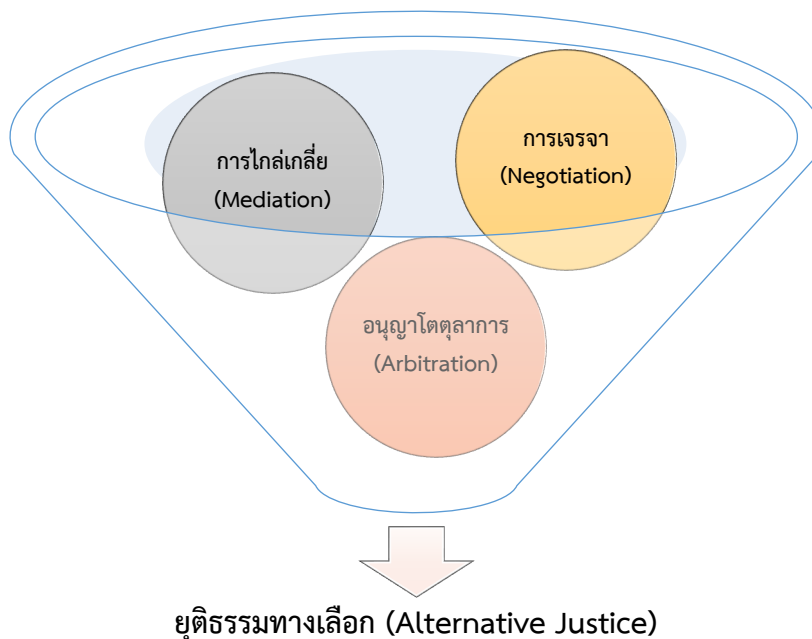 การไกล่เกลี่ย
(Mediation)
การเจรจา
(Negotiation)
อนุญาโตตุลาการ
(Arbitration)
ยุติธรรมทางเลือก (Alternative Justice)